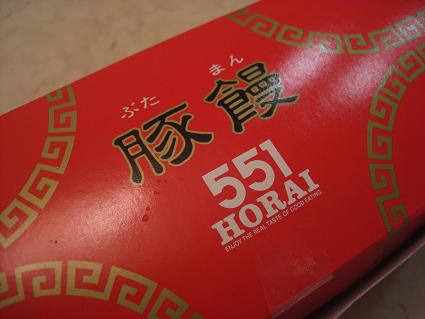 ぶた まん
豚饅
551
HORAI
ENJOY THE REAL TASTE OF GOOD EATING